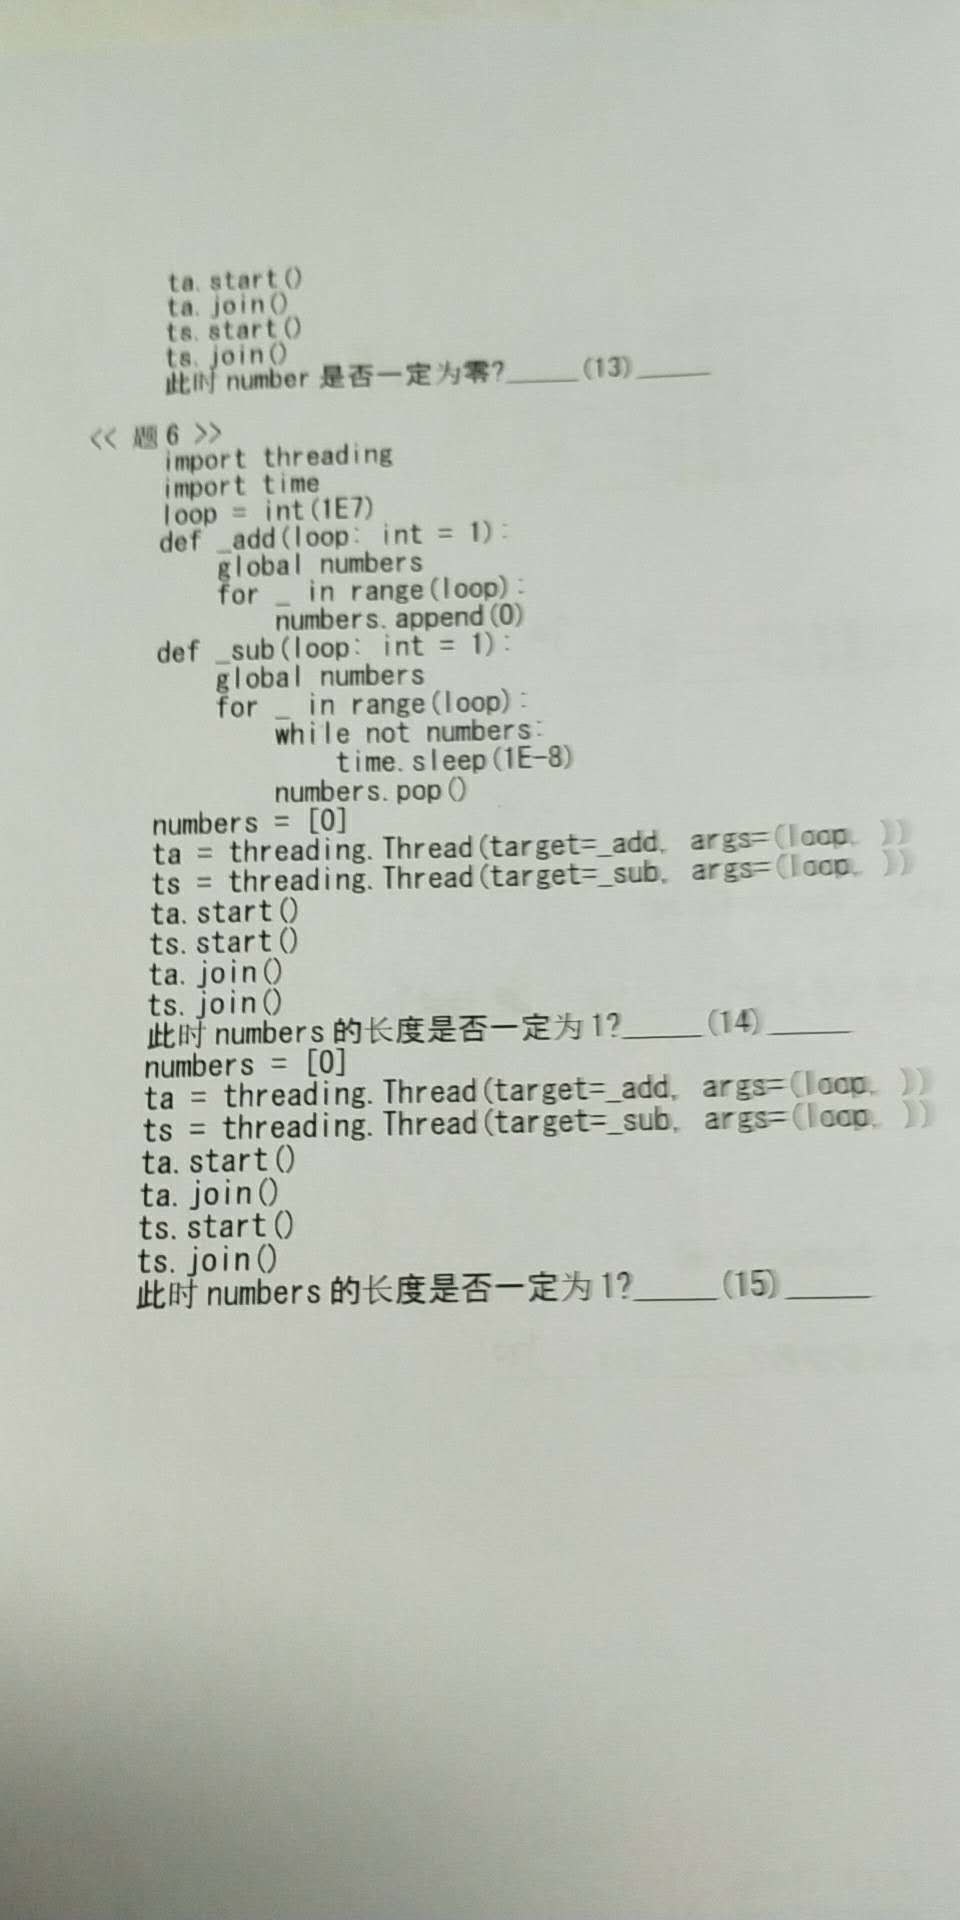 ta.start()
ta.join()
ts.start()
ts.join()
此时 number 是否一定为零?_____(13)_____
<< 题 6 >>
import threading
import time
loop = int(1E7)
def _add(loop: int = 1):
global numbers
for _ in range(loop):
numbers.append(0)
def _sub(loop: int = 1):
global numbers
for _ in range(loop):
while not numbers:
time.sleep(1E-8)
numbers.pop()
numbers = [0]
ta = threading.Thread(target=_add, args=(loop, ))
ts = threading.Thread(target=_sub, args=(loop, ))
ta.start()
ts.start()
ta.join()
ts.join()
此时 numbers 的长度是否一定为 1?_____(14)_____
numbers = [0]
ta = threading.Thread(target=_add, args=(loop, ))
ts = threading.Thread(target=_sub, args=(loop, ))
ta.start()
ta.join()
ts.start()
ts.join()
此时 numbers 的长度是否一定为 1?_____(15)_____